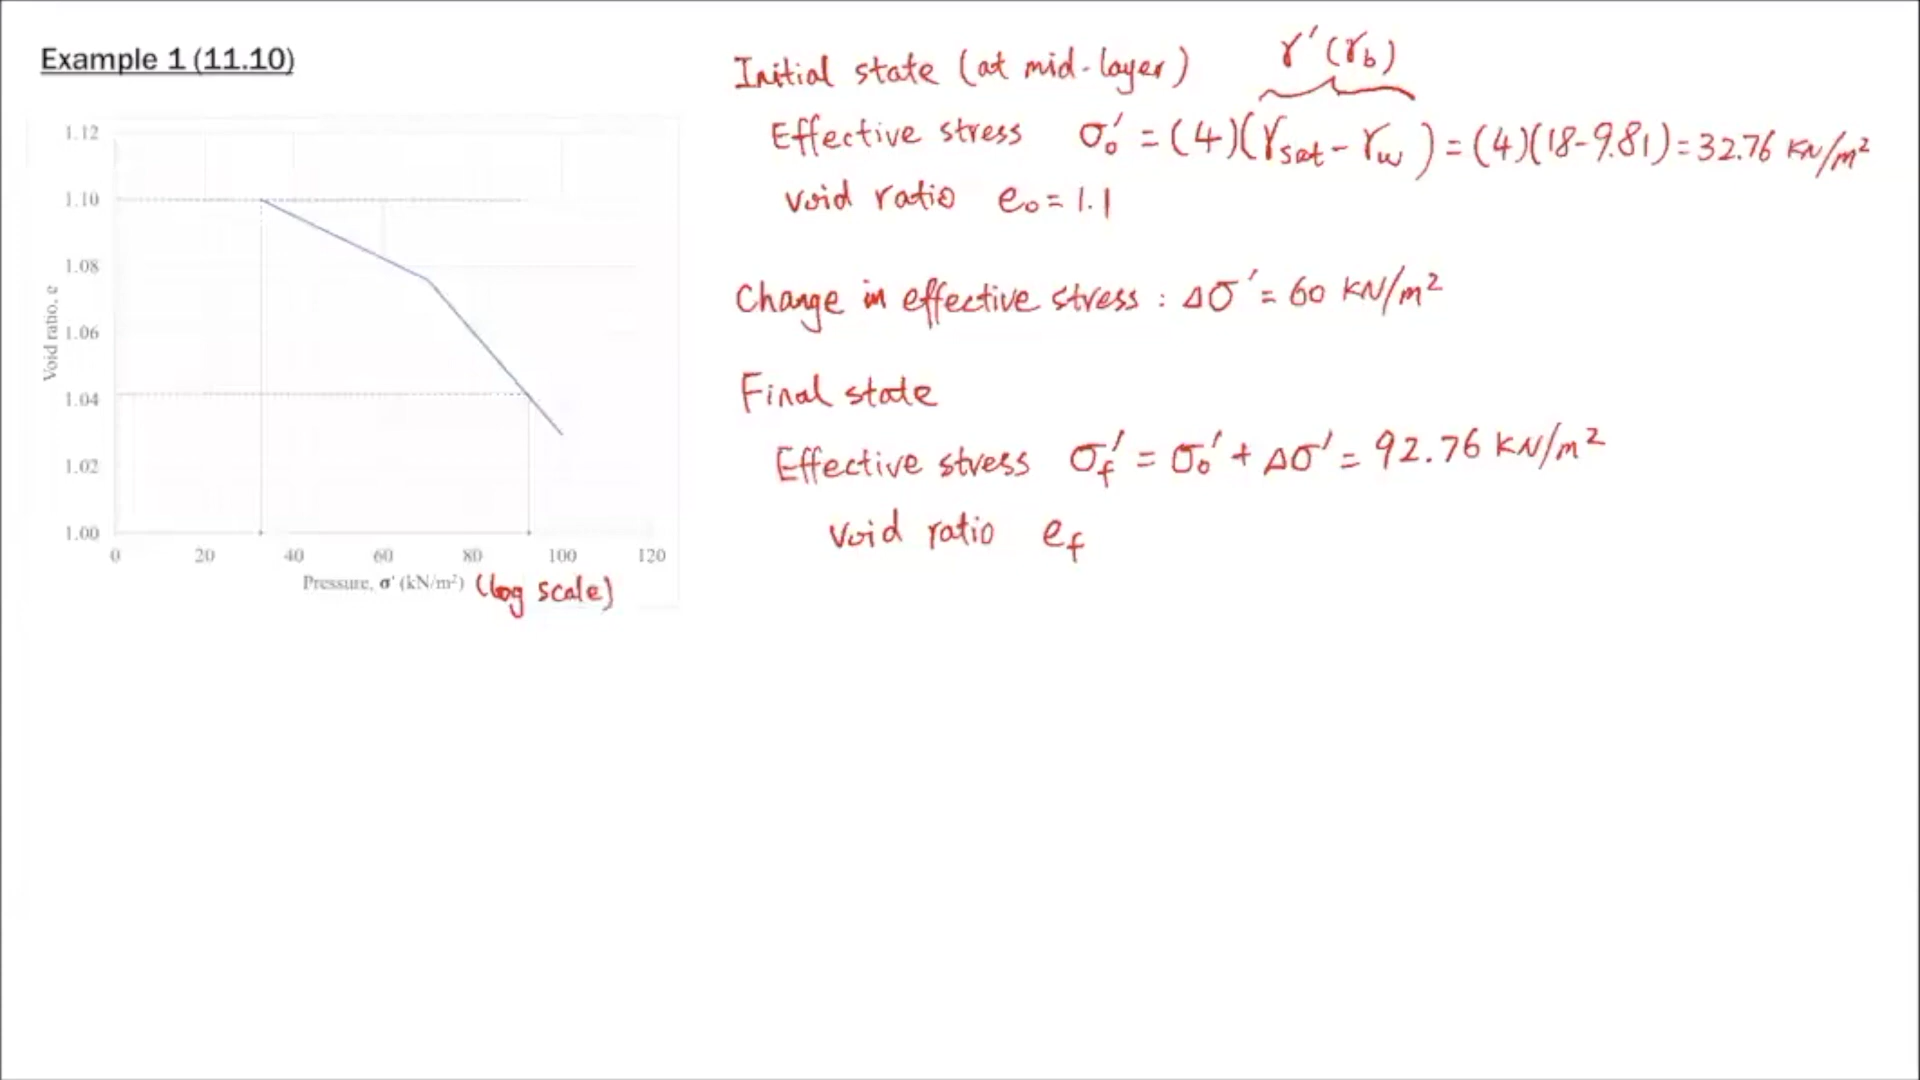 Example 1 (11.10)
1.12
1.10
1.08
1.06
1.04
1.02
1.00
Void ratio, e
0 20 40 60 80 100 120
Pressure, σ' (kN/m²) (log scale)
Initial state (at mid-layer)
γ'(γb)
Effective stress σo' = (4)(γsat - γw) = (4)(18-9.81) = 32.76 kN/m²
void ratio eo = 1.1
Change in effective stress : Δσ' = 60 kN/m²
Final state
Effective stress σf' = σo' + Δσ' = 92.76 kN/m²
void ratio ef